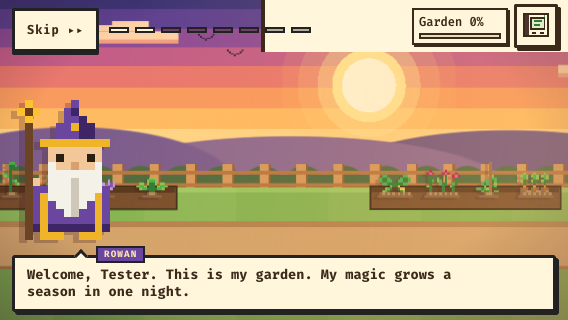 Skip ▸▸
Garden 0%
ROWAN
Welcome, Tester. This is my garden. My magic grows a
season in one night.